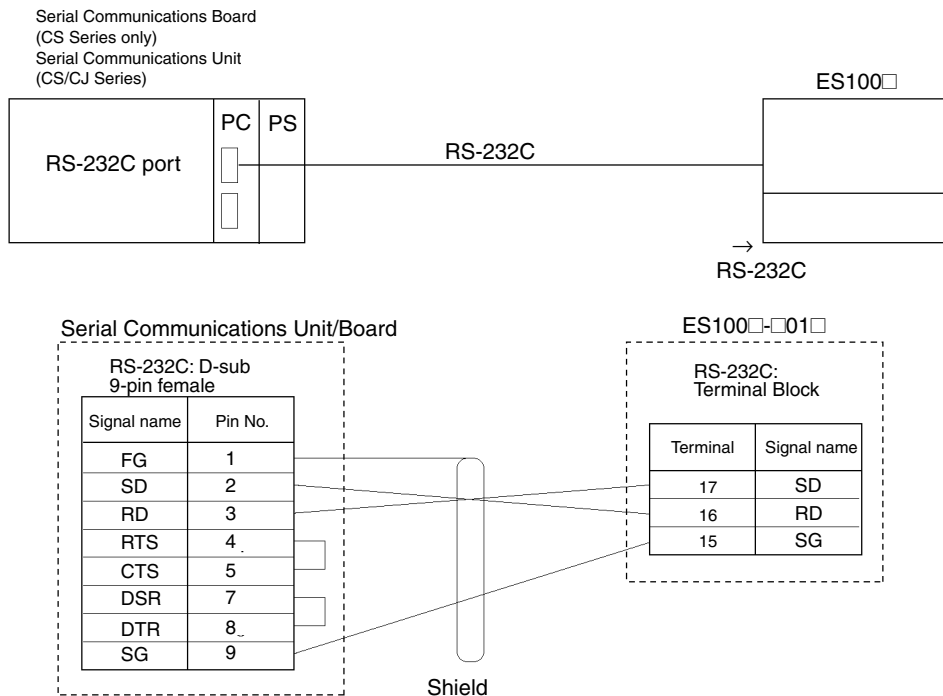 Serial Communications Board
(CS Series only)
Serial Communications Unit
(CS/CJ Series)
ES100□
PC PS
RS-232C port
RS-232C
→
RS-232C
Serial Communications Unit/Board
RS-232C: D-sub
9-pin female
Signal name Pin No.
FG 1
SD 2
RD 3
RTS 4
CTS 5
DSR 7
DTR 8
SG 9
Shield
ES100□-□01□
RS-232C:
Terminal Block
Terminal Signal name
17 SD
16 RD
15 SG